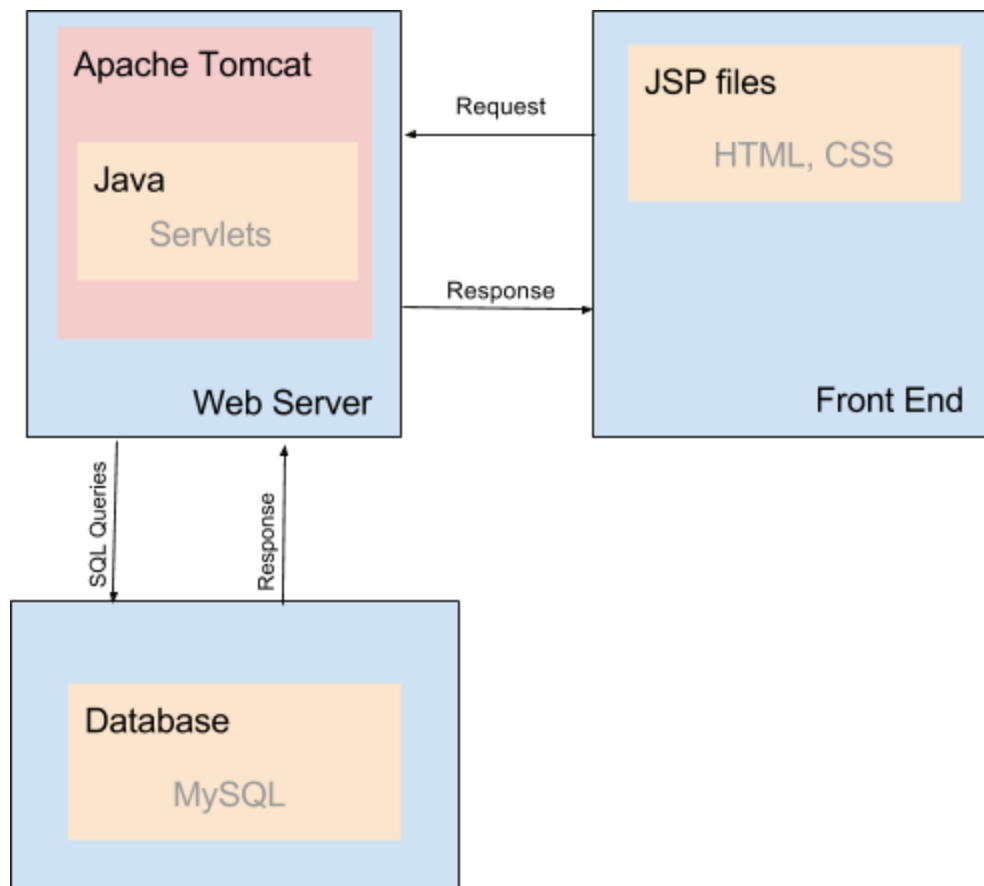 Apache Tomcat
Java
Servlets
Web Server
Request
Response
JSP files
HTML, CSS
Front End
SQL Queries
Response
Database
MySQL